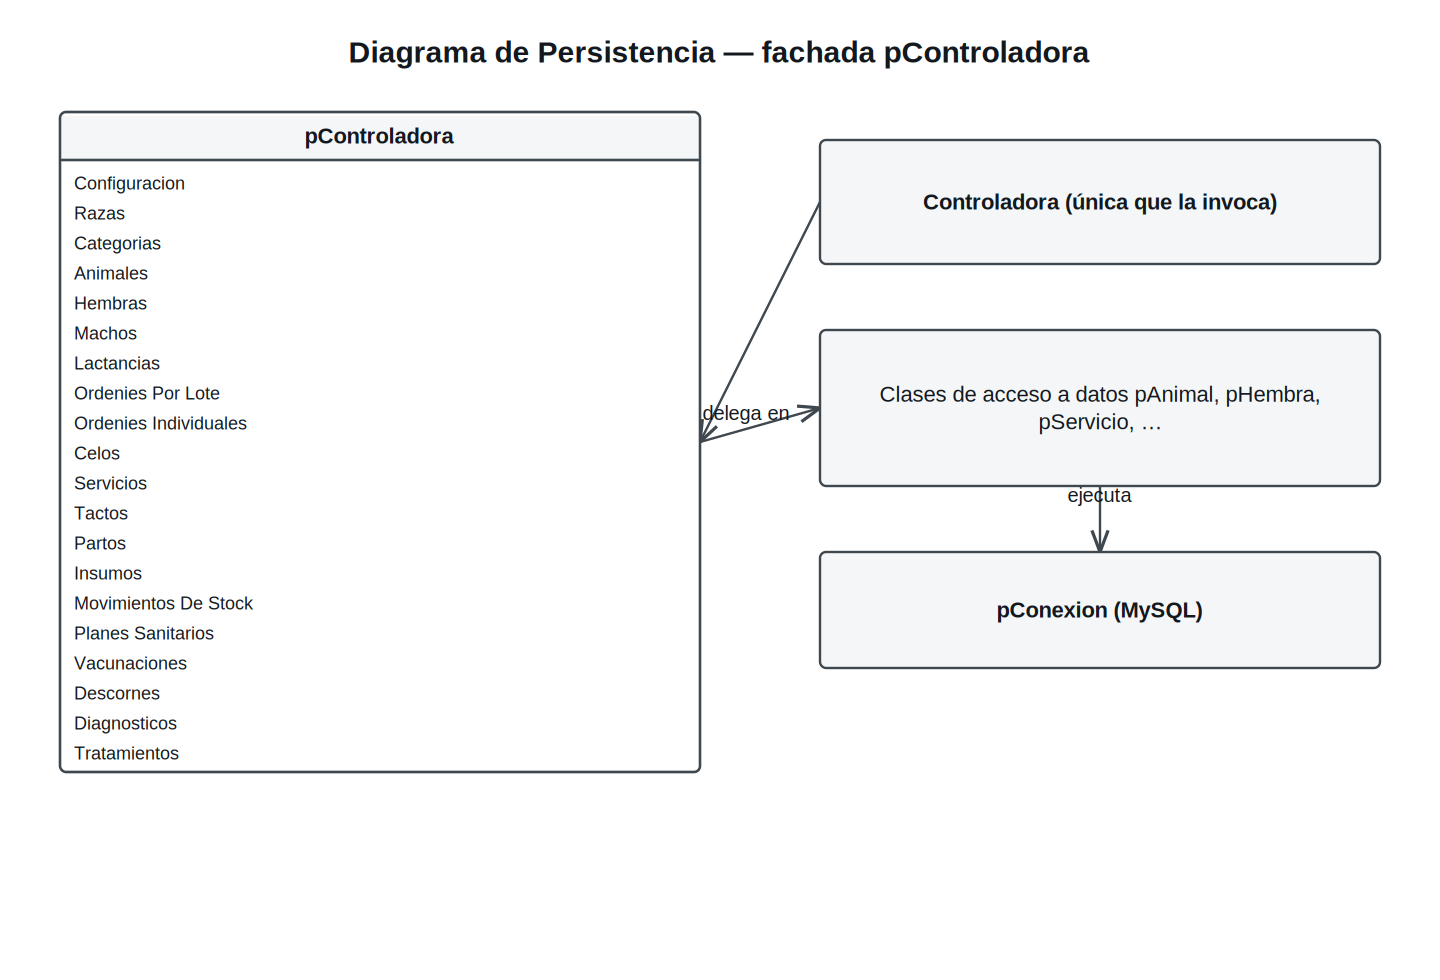 Diagrama de Persistencia — fachada pControladora
pControladora
Configuracion
Razas
Categorias
Animales
Hembras
Machos
Lactancias
Ordenies Por Lote
Ordenies Individuales
Celos
Servicios
Tactos
Partos
Insumos
Movimientos De Stock
Planes Sanitarios
Vacunaciones
Descornes
Diagnosticos
Tratamientos
Controladora (única que la invoca)
delega en
Clases de acceso a datos pAnimal, pHembra,
pServicio, …
ejecuta
pConexion (MySQL)